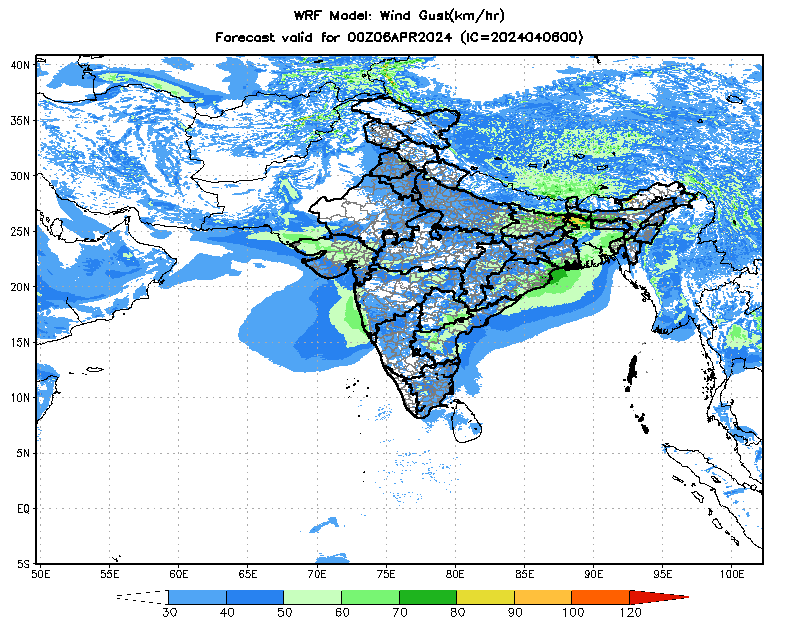 WRF Model: Wind Gust(km/hr)
Forecast valid for 00Z06APR2024 (IC=2024040600)
40N
35N
30N
25N
20N
15N
10N
5N
EQ
5S
50E 55E 60E 65E 70E 75E 80E 85E 90E 95E 100E
30 40 50 60 70 80 90 100 120